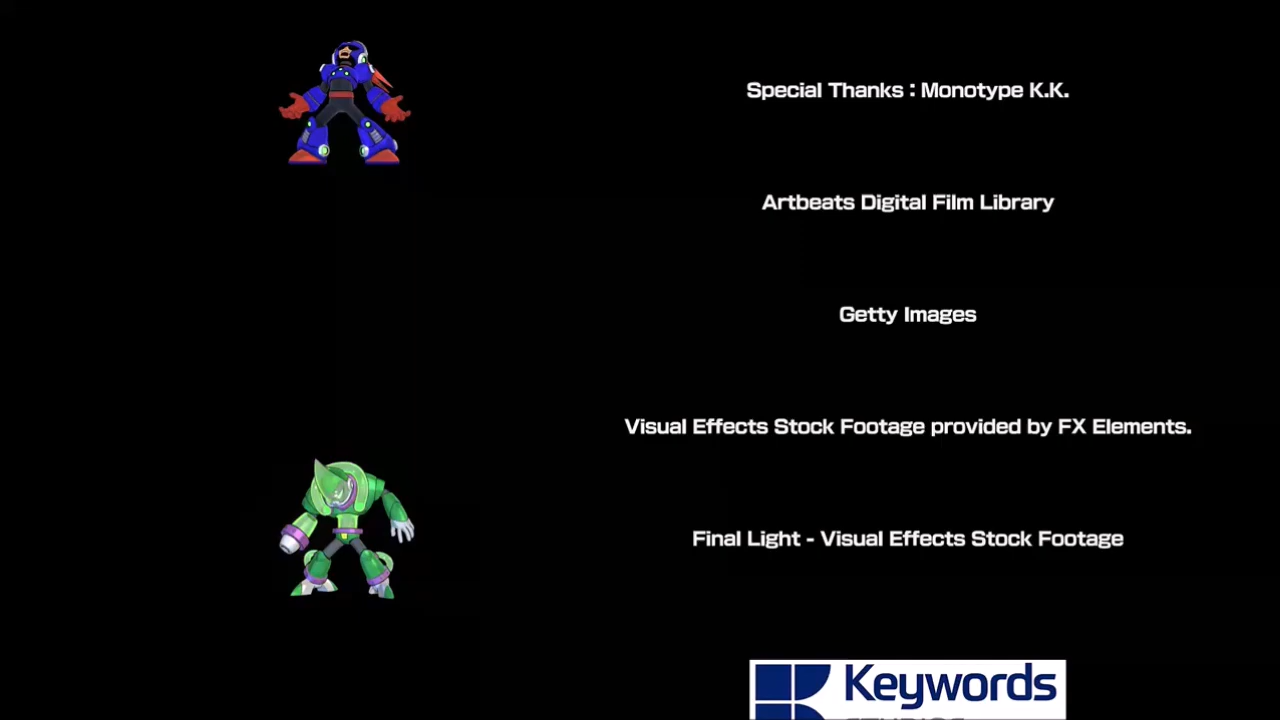 Special Thanks : Monotype K.K.
Artbeats Digital Film Library
Getty Images
Visual Effects Stock Footage provided by FX Elements.
Final Light - Visual Effects Stock Footage
Keywords